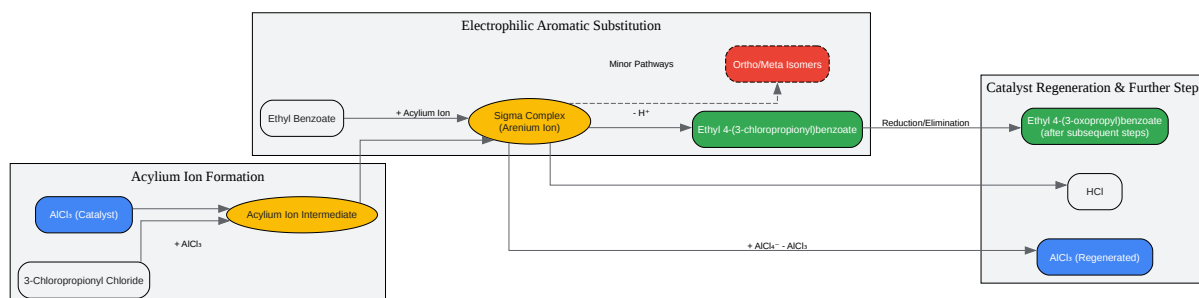 Electrophilic Aromatic Substitution
Minor Pathways
Ortho/Meta Isomers
Ethyl Benzoate
+ Acylium Ion
Sigma Complex
(Arenium Ion)
- H⁺
Ethyl 4-(3-chloropropionyl)benzoate
Reduction/Elimination
Catalyst Regeneration & Further Step
Ethyl 4-(3-oxopropyl)benzoate
(after subsequent steps)
HCl
+ AlCl₄⁻ - AlCl₃
AlCl₃ (Regenerated)
Acylium Ion Formation
AlCl₃ (Catalyst)
Acylium Ion Intermediate
+ AlCl₃
3-Chloropropionyl Chloride